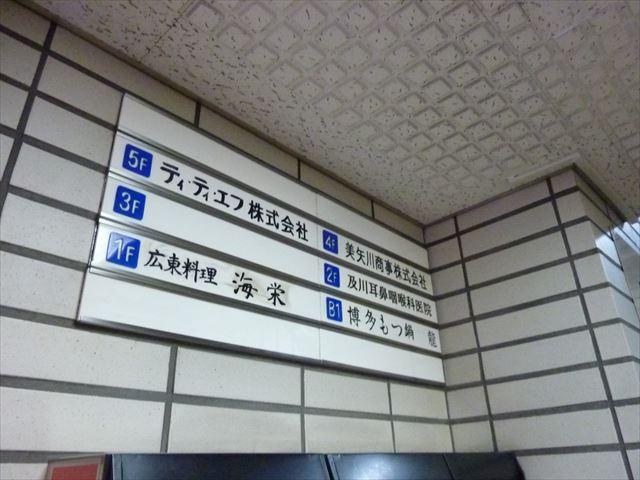 5F ティ・ティ・エフ株式会社
4F 美矢川商事株式会社
3F
2F 及川耳鼻咽喉科医院
1F 広東料理 海栄
B1 博多もつ鍋 龍